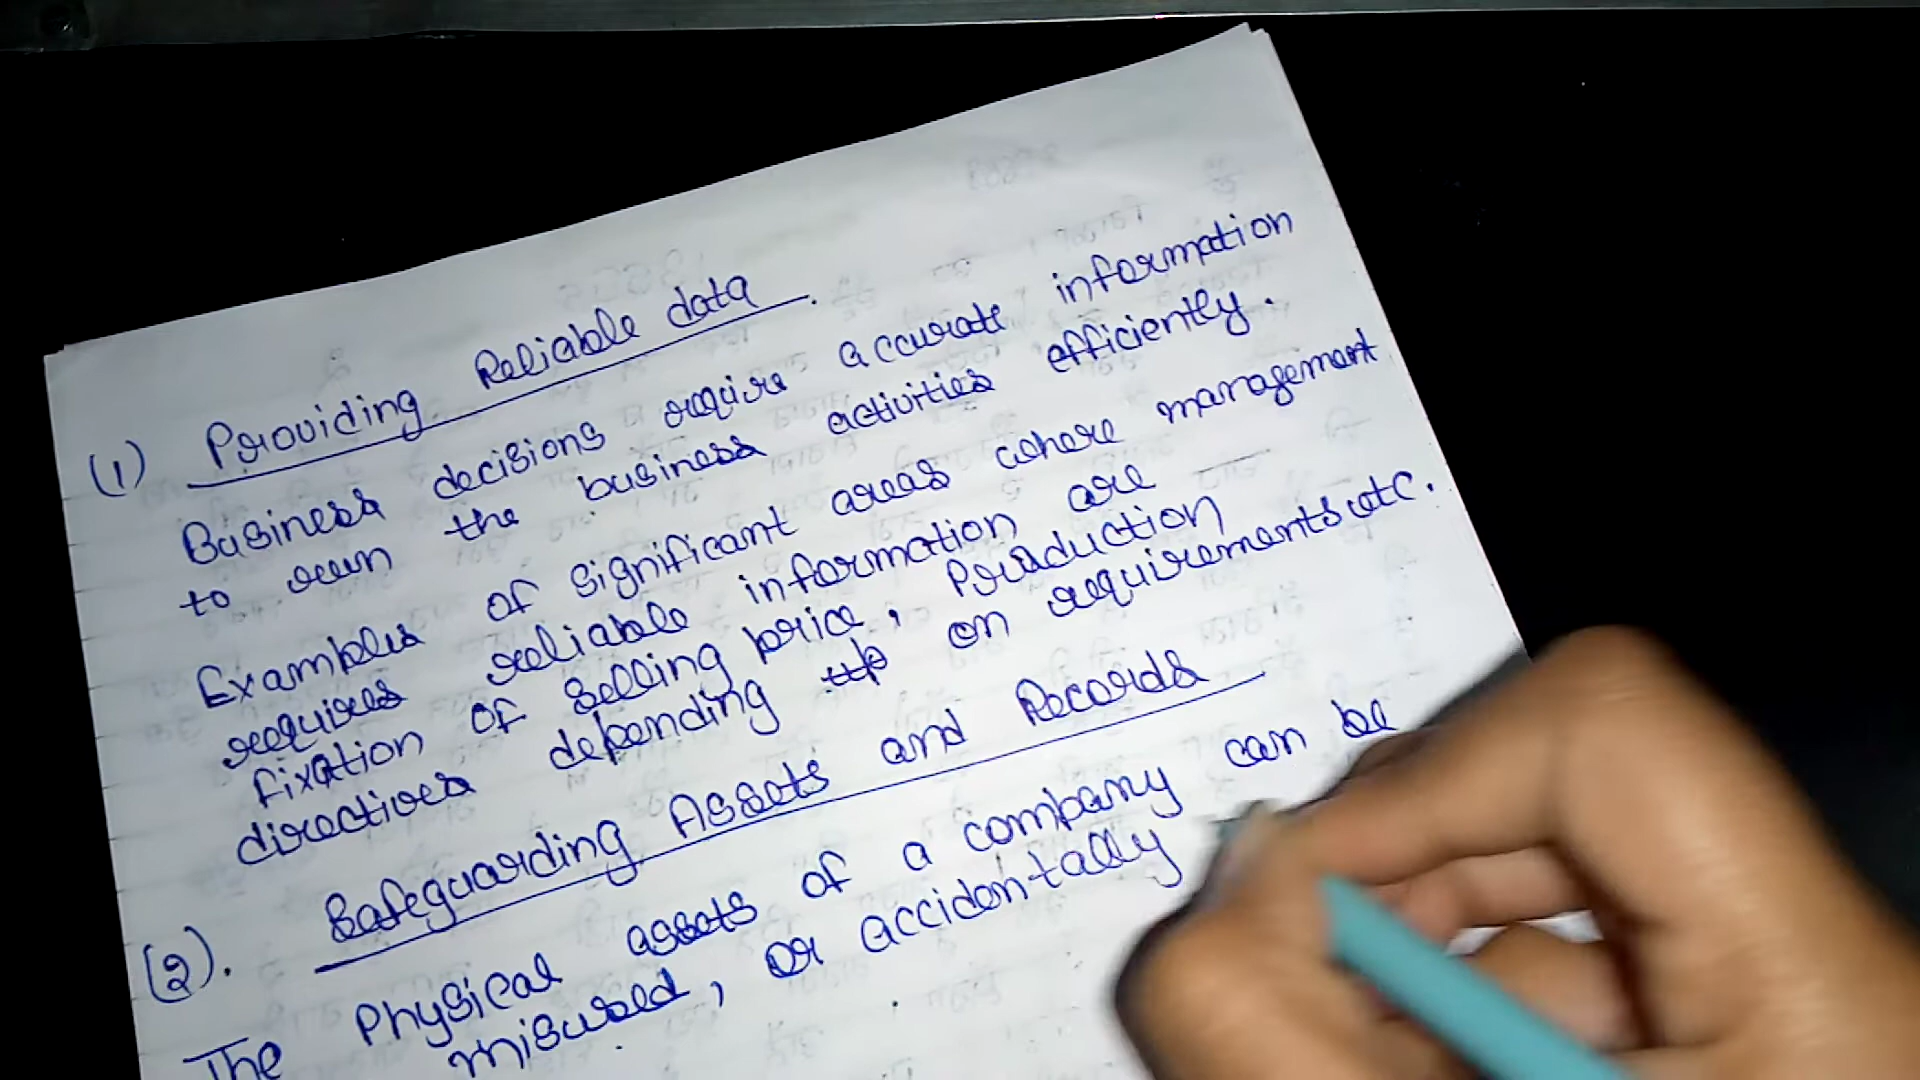 (1) Providing Reliable data.
Business decisions require accurate information
to run the business activities efficiently.
Examples of significant areas where management
requires reliable information are
fixation of selling price, Production
directives depending on requirements etc.
(2). Safeguarding Assets and Records
The Physical assets of a company can be
misused, or accidentally